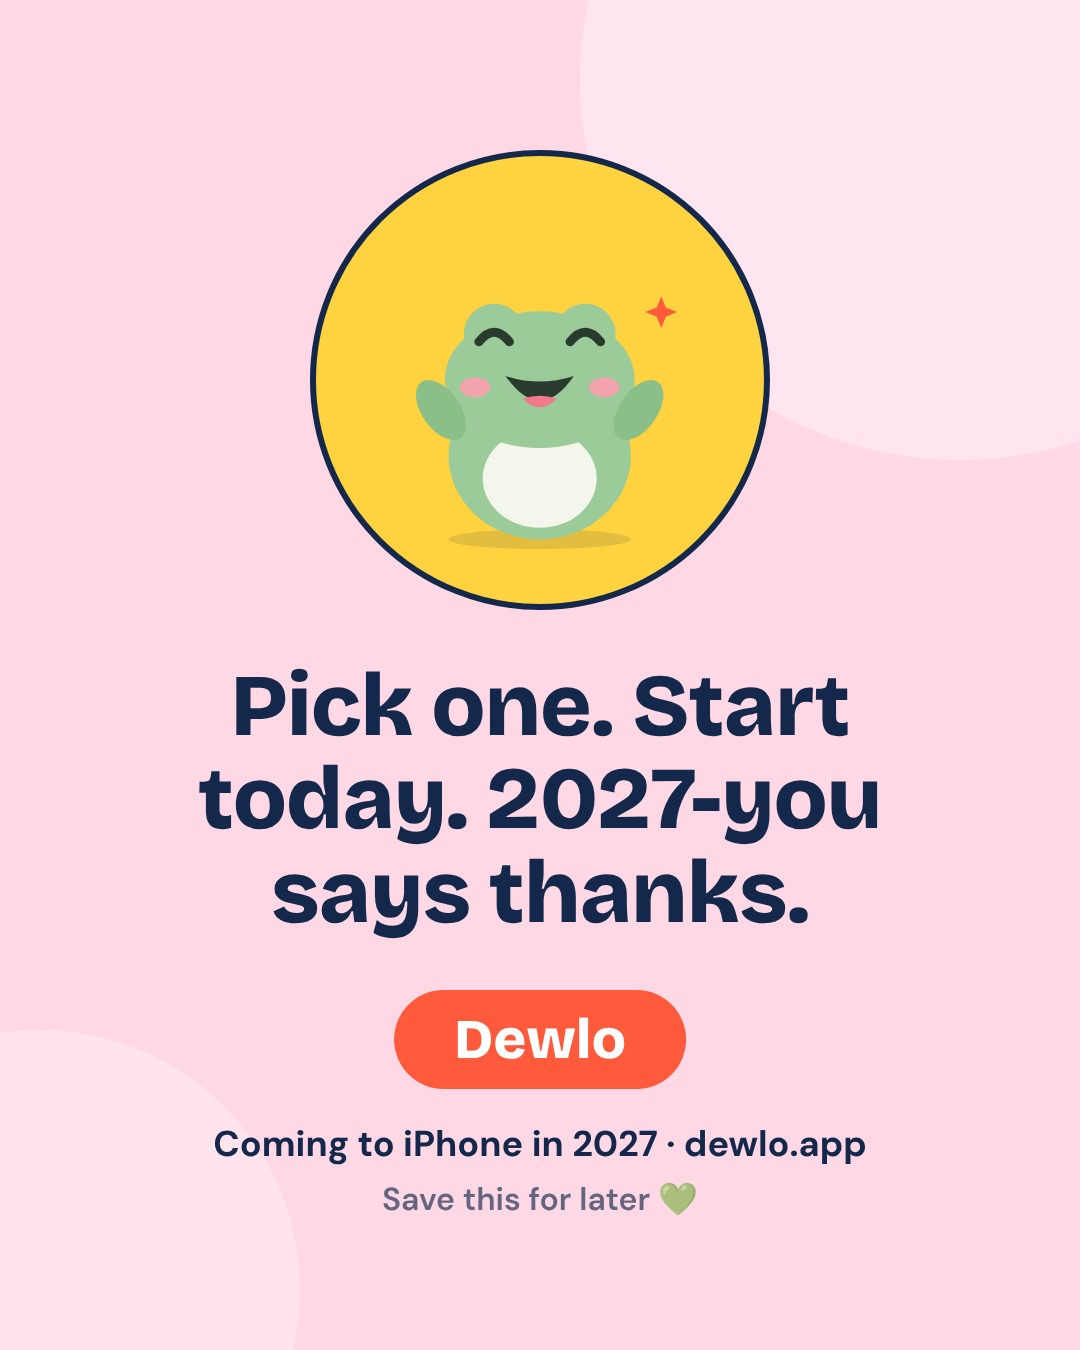 Pick one. Start
today. 2027-you
says thanks.
Dewlo
Coming to iPhone in 2027 · dewlo.app
Save this for later 💚